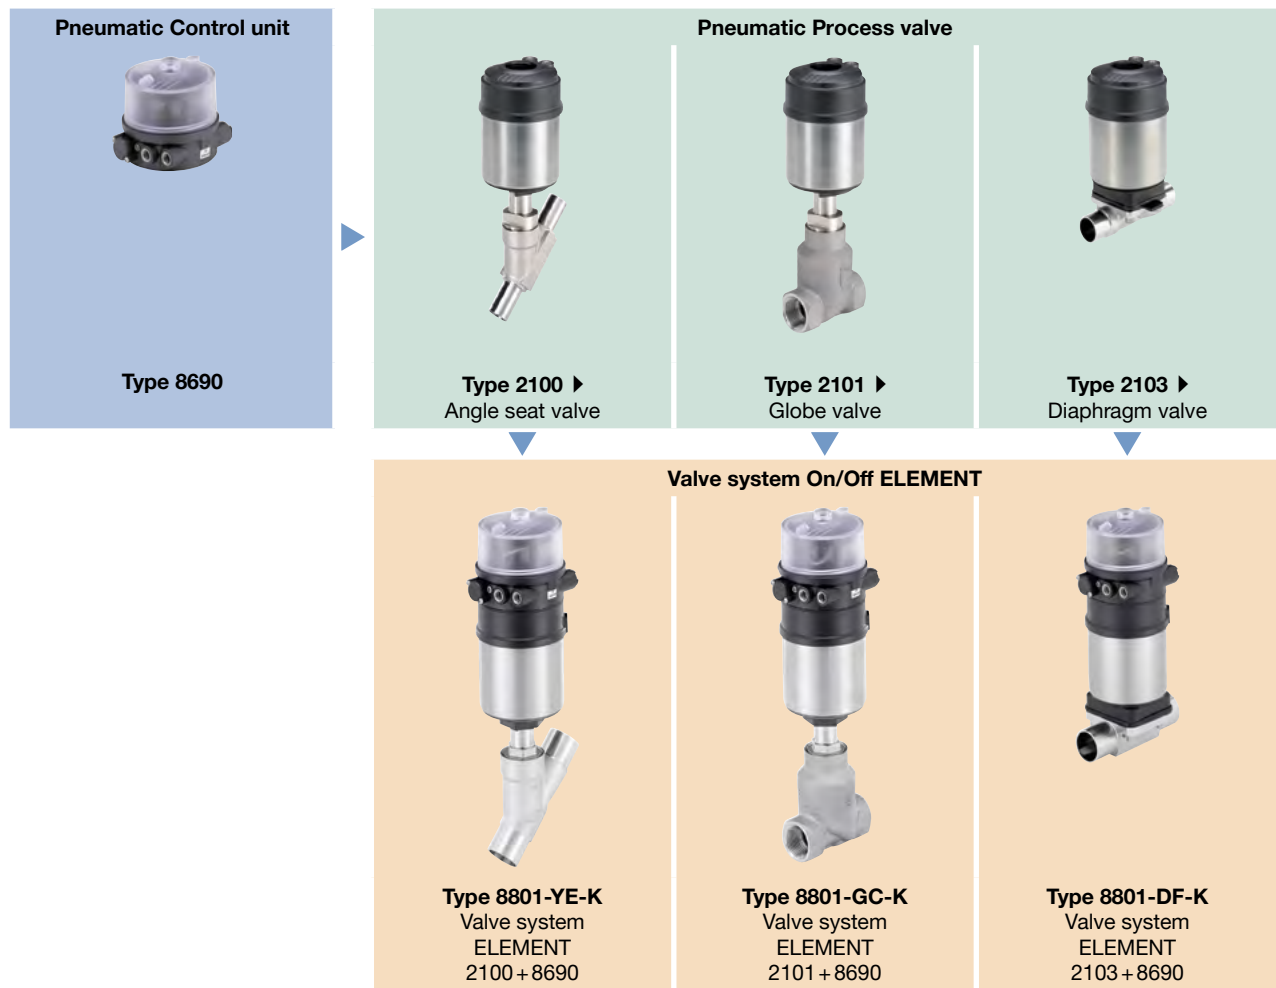 Pneumatic Control unit
Type 8690
Pneumatic Process valve
Type 2100 ▶
Angle seat valve
Type 2101 ▶
Globe valve
Type 2103 ▶
Diaphragm valve
Valve system On/Off ELEMENT
Type 8801-YE-K
Valve system
ELEMENT
2100 + 8690
Type 8801-GC-K
Valve system
ELEMENT
2101 + 8690
Type 8801-DF-K
Valve system
ELEMENT
2103 + 8690